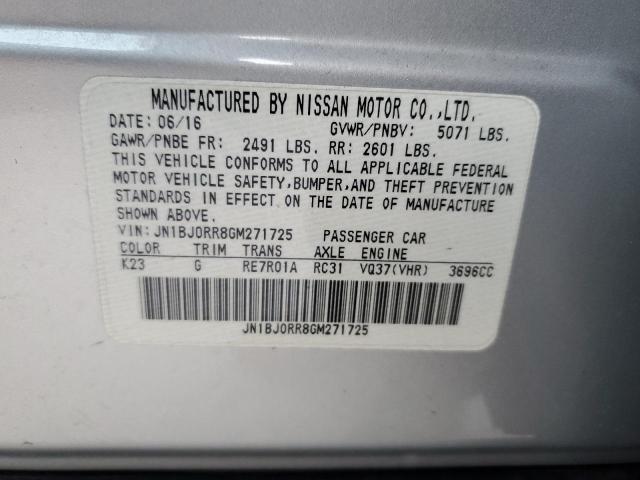 MANUFACTURED BY NISSAN MOTOR CO.,LTD.
DATE: 06/16 GVWR/PNBV: 5071 LBS.
GAWR/PNBE FR: 2491 LBS. RR: 2601 LBS.
THIS VEHICLE CONFORMS TO ALL APPLICABLE FEDERAL
MOTOR VEHICLE SAFETY,BUMPER,AND THEFT PREVENTION
STANDARDS IN EFFECT ON THE DATE OF MANUFACTURE
SHOWN ABOVE.
VIN: JN1BJ0RR8GM271725 PASSENGER CAR
COLOR TRIM TRANS AXLE ENGINE
K23 G RE7R01A RC31 VQ37(VHR) 3696CC
JN1BJ0RR8GM271725